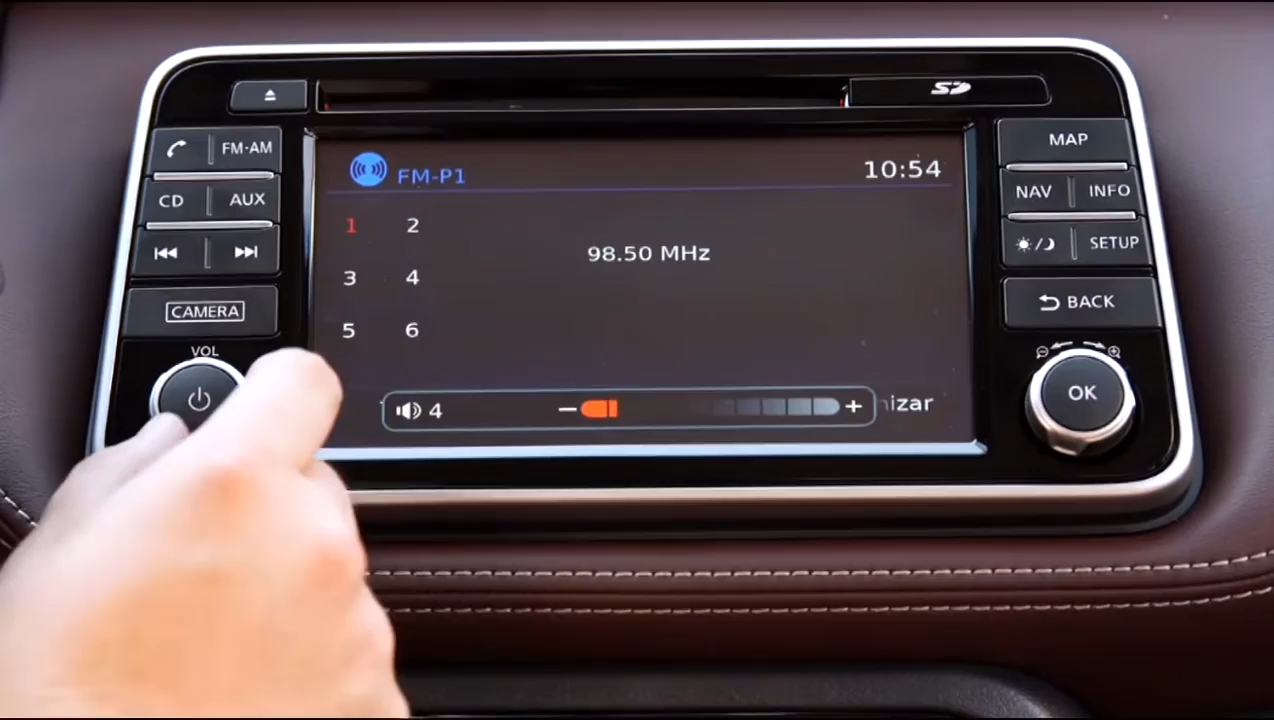 SD
FM-AM
MAP
CD AUX
NAV INFO
SETUP
CAMERA
BACK
VOL
OK
FM-P1
10:54
1 2
98.50 MHz
3 4
5 6
4
izar